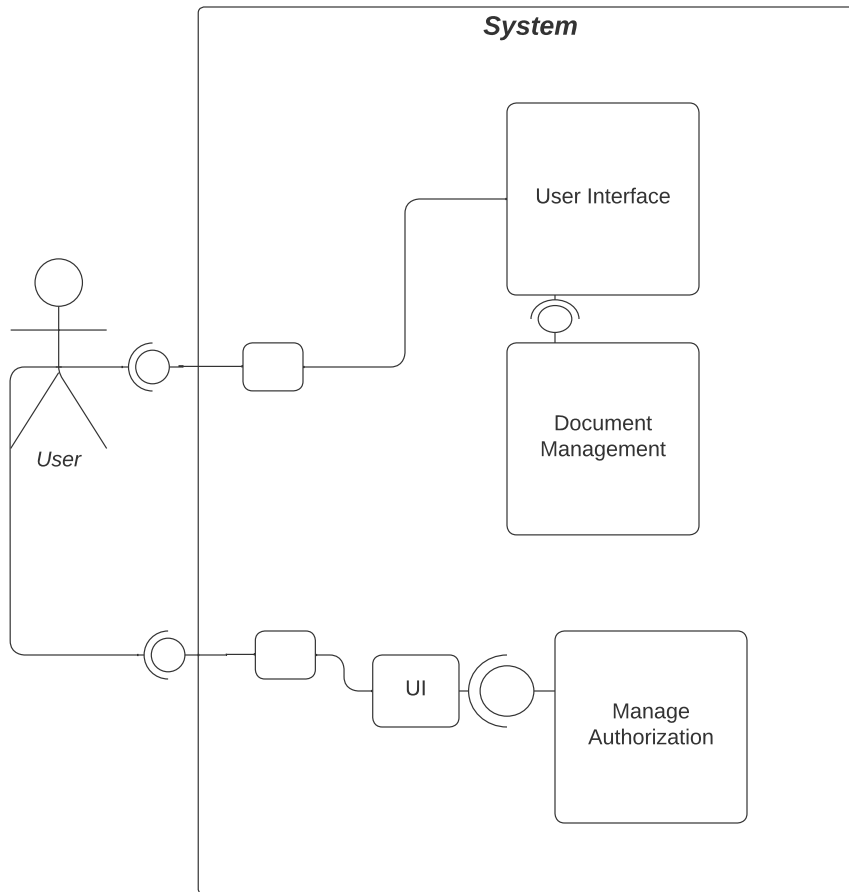 System
User Interface
Document
Management
User
UI
Manage
Authorization